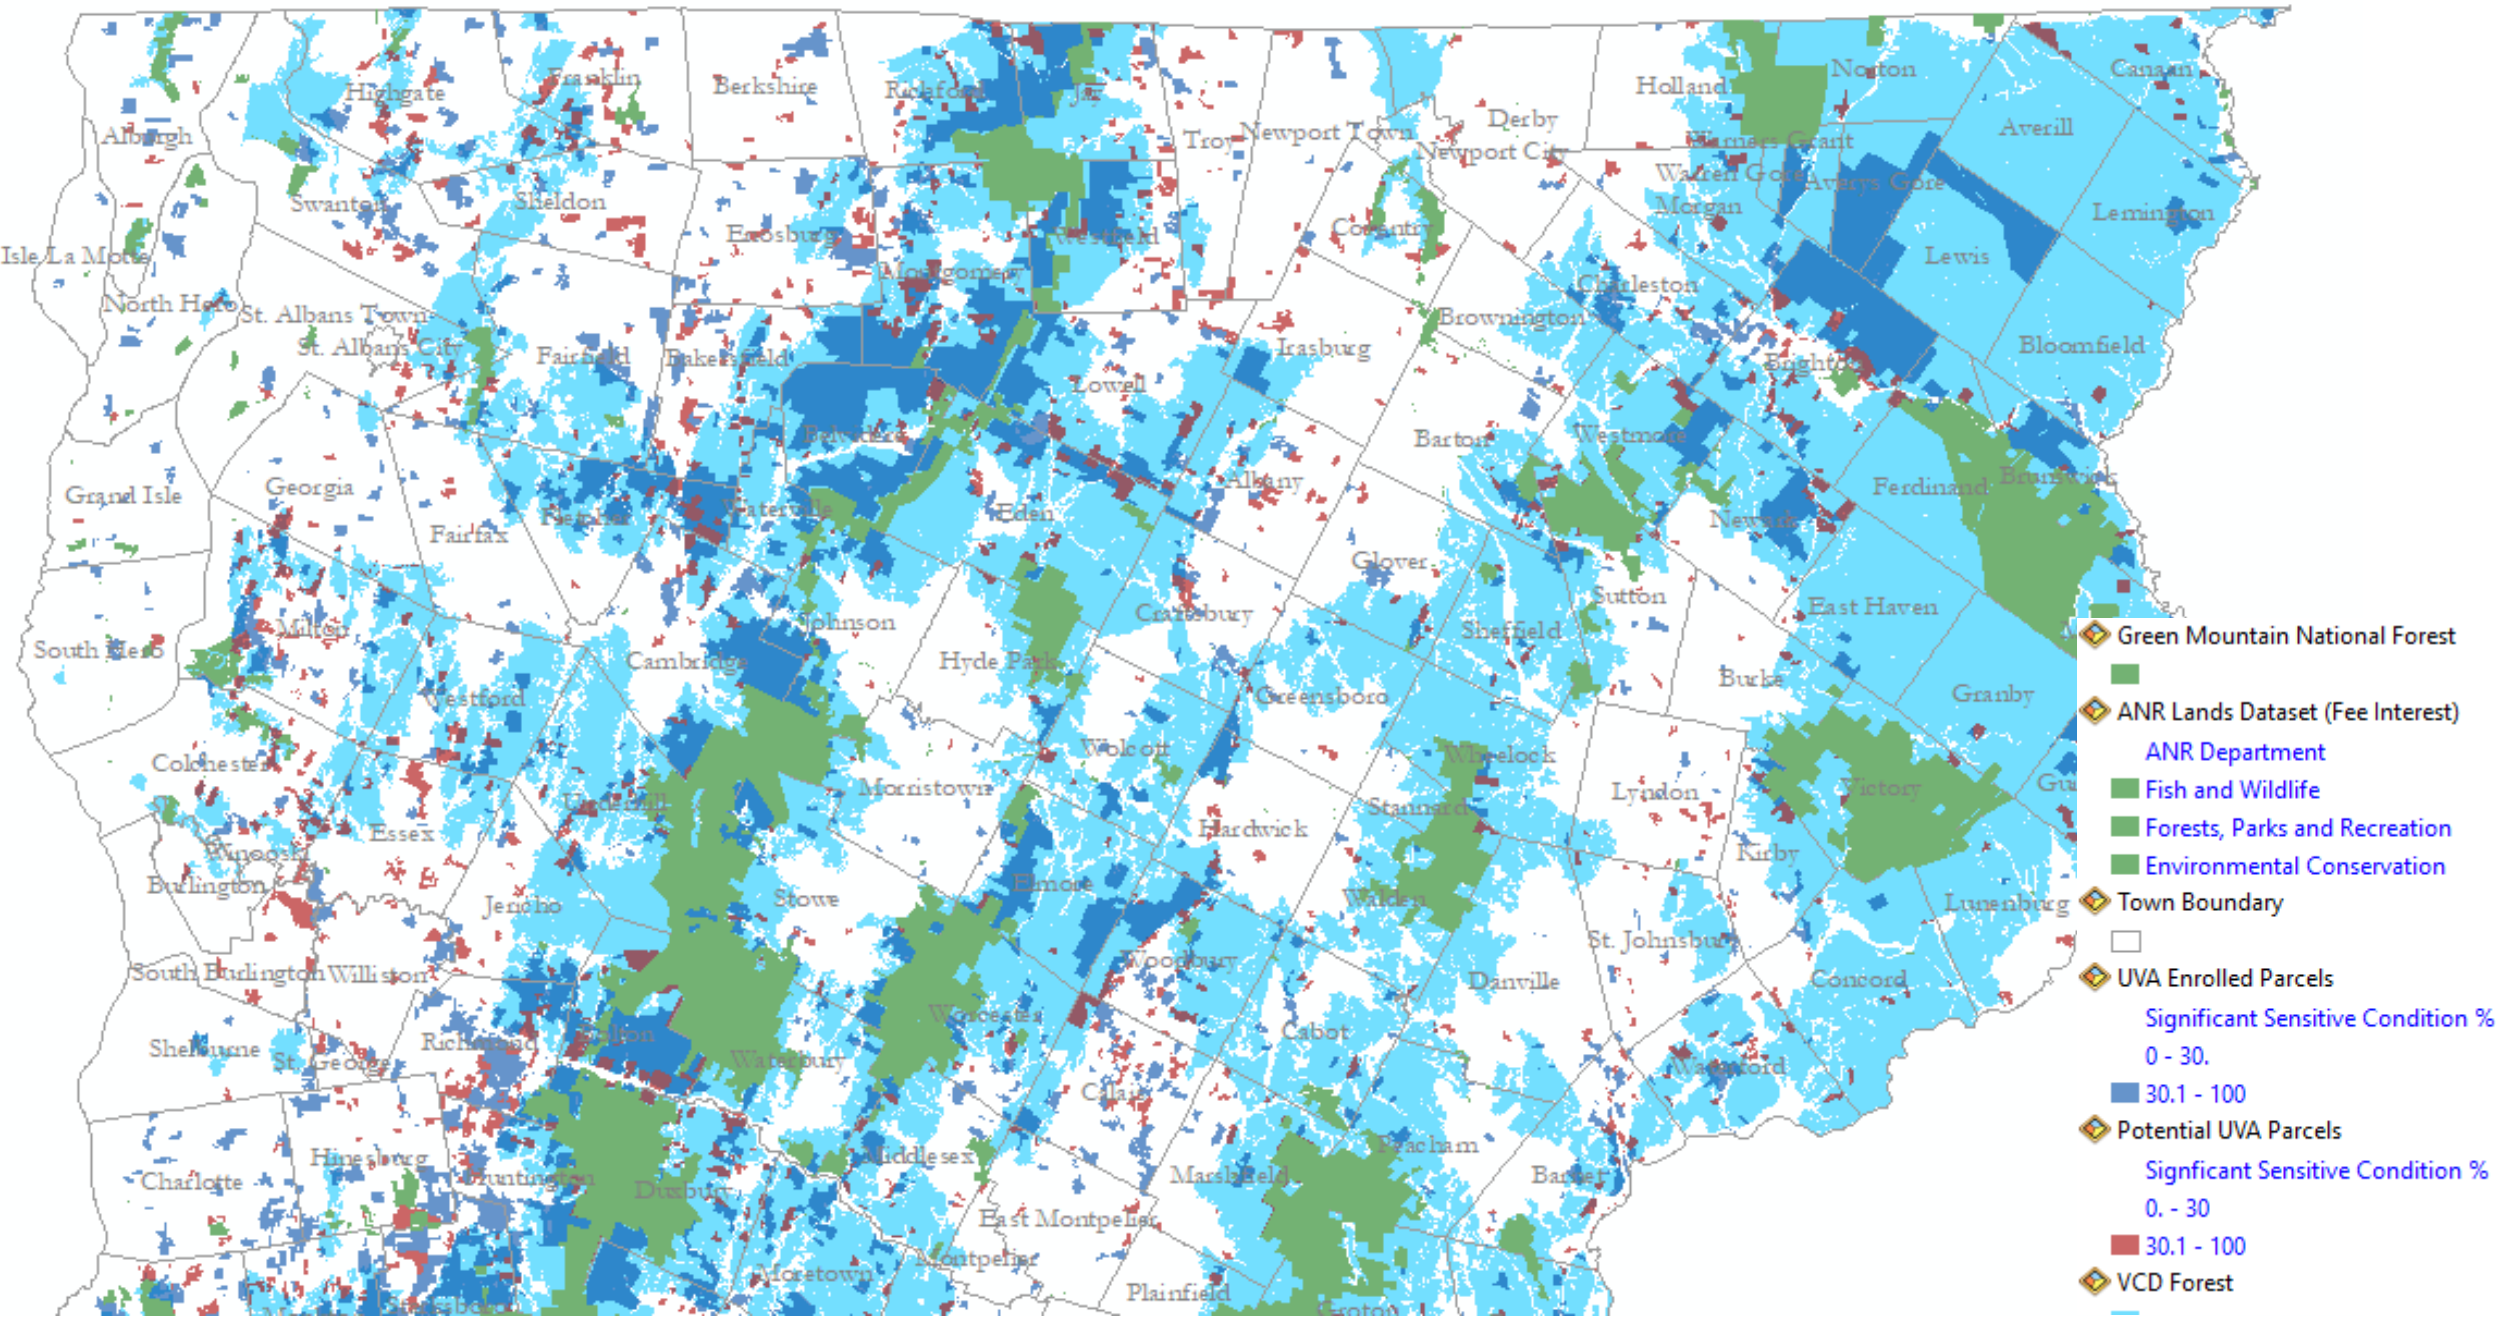 Alburgh
Highgate
Franklin
Berkshire
Richford
Jay
Troy
Newport Town
Derby
Newport City
Holland
Norton
Canaan
Averill
Warners Grant
Warren Gore
Averys Gore
Morgan
Lewis
Lemington
Isle La Motte
Swanton
Sheldon
Enosburg
Westfield
Coventry
Montgomery
North Hero
St. Albans Town
St. Albans City
Fairfield
Bakersfield
Lowell
Irasburg
Brownington
Charleston
Brighton
Bloomfield
Grand Isle
Georgia
Fairfax
Fletcher
Waterville
Belvidere
Eden
Albany
Barton
Westmore
Newark
Ferdinand
Brunswick
South Hero
Milton
Westford
Cambridge
Johnson
Hyde Park
Craftsbury
Glover
Greensboro
Sheffield
Sutton
Burke
East Haven
Granby
Gu
Colchester
Essex
Underhill
Morristown
Wolcott
Hardwick
Stannard
Wheelock
Lyndon
Kirby
Victory
Winooski
Burlington
Jericho
Stowe
Elmore
Woodbury
Walden
Danville
St. Johnsbury
Concord
Lunenburg
South Burlington
Williston
Shelburne
St. George
Richmond
Bolton
Waterbury
Worcester
Calais
Cabot
Waterford
Charlotte
Hinesburg
Huntington
Duxbury
Middlesex
Marshfield
Peacham
Barnet
Starksboro
Moretown
Montpelier
East Montpelier
Plainfield
Groton
Green Mountain National Forest
ANR Lands Dataset (Fee Interest)
ANR Department
Fish and Wildlife
Forests, Parks and Recreation
Environmental Conservation
Town Boundary
UVA Enrolled Parcels
Significant Sensitive Condition %
0 - 30.
30.1 - 100
Potential UVA Parcels
Signficant Sensitive Condition %
0. - 30
30.1 - 100
VCD Forest